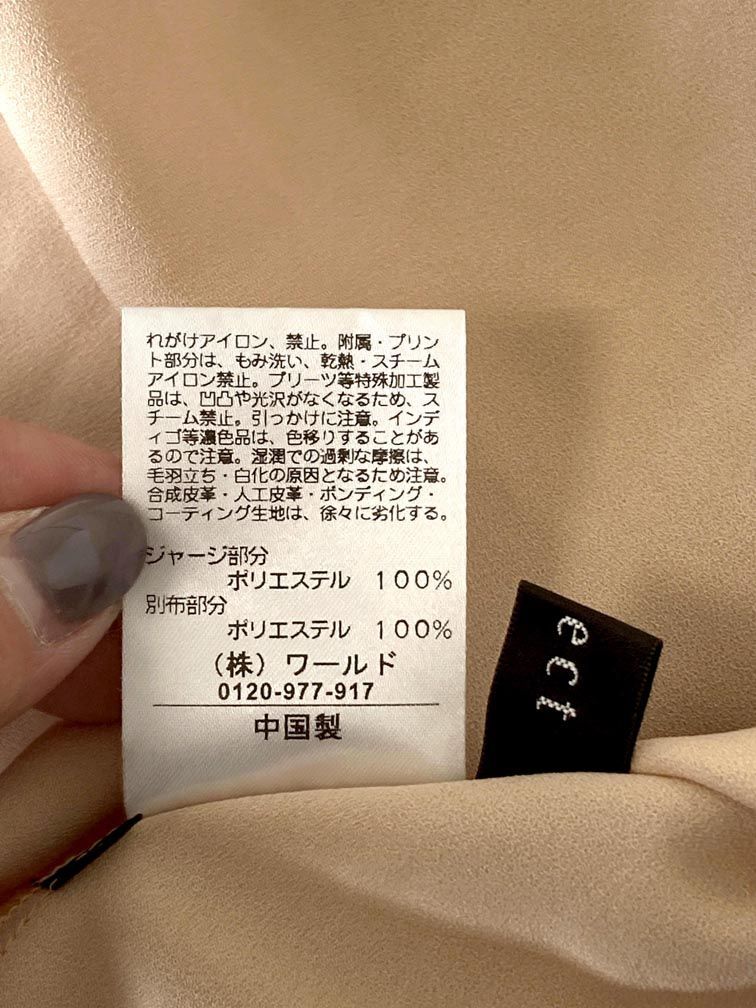 れがけアイロン、禁止。附属・プリン
ト部分は、もみ洗い、乾熱・スチーム
アイロン禁止。プリーツ等特殊加工製
品は、凹凸や光沢がなくなるため、ス
チーム禁止。引っかけに注意。インデ
ィゴ等濃色品は、色移りすることがあ
るので注意。湿潤での過剰な摩擦は、
毛羽立ち・白化の原因となるため注意。
合成皮革・人工皮革・ボンディング・
コーティング生地は、徐々に劣化する。
ジャージ部分
ポリエステル 100%
別布部分
ポリエステル 100%
(株) ワールド
0120-977-917
中国製
ect